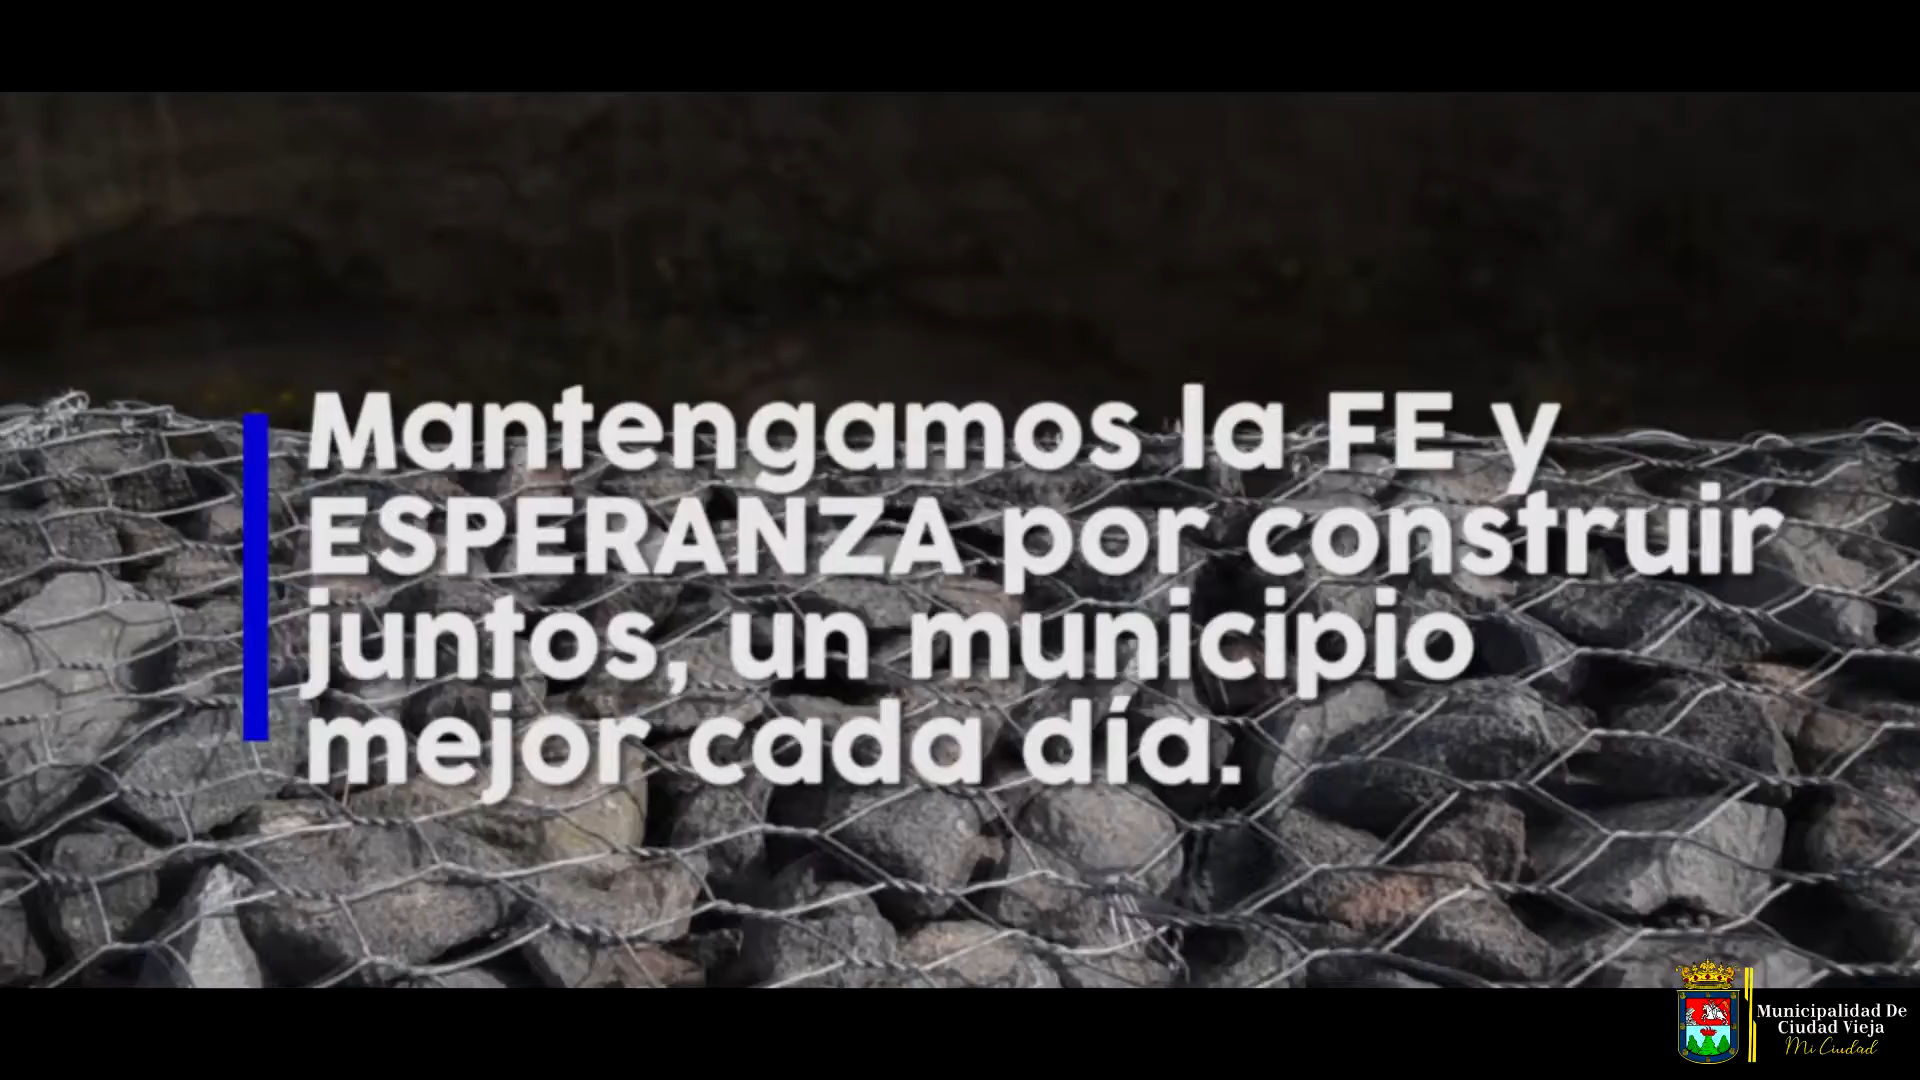 Mantengamos la FE y
ESPERANZA por construir
juntos, un municipio
mejor cada día.
Municipalidad De
Ciudad Vieja
Mi Ciudad